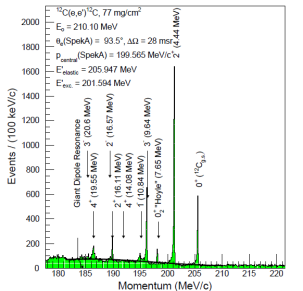 ¹²C(e,e')¹²C, 77 mg/cm²
E₀ = 210.10 MeV
θₑ(SpekA) = 93.5°, ΔΩ = 28 msr
p_central(SpekA) = 199.565 MeV/c
E'_elastic = 205.947 MeV
E'_exc. = 201.594 MeV
2⁺ (4.44 MeV)
3⁻ (20.6 MeV)
2⁻ (16.57 MeV)
3⁻ (9.64 MeV)
Giant Dipole Resonance
4⁺ (19.55 MeV)
2⁺ (16.11 MeV)
4⁺ (14.08 MeV)
1⁻ (10.84 MeV)
0₂⁺ "Hoyle" (7.65 MeV)
0⁺ (¹²C_g.s.)
Events / (100 keV/c)
2000
1800
1600
1400
1200
1000
800
600
400
200
0
180 185 190 195 200 205 210 215 220
Momentum (MeV/c)